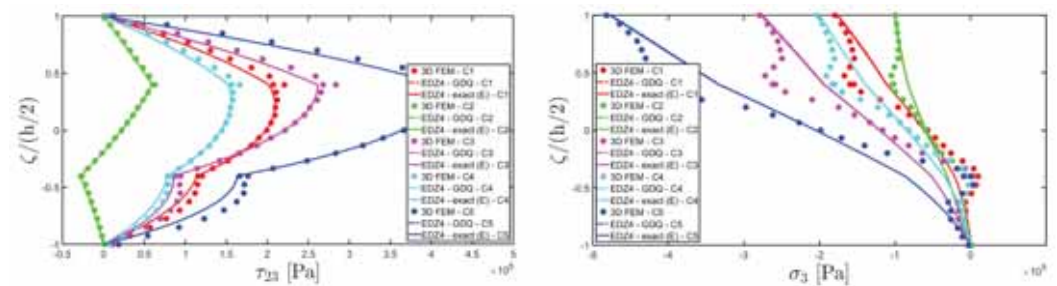 1
0.5
0
-0.5
-1
ζ/(h/2)
3D FEM - C1
EDZ4 - GDQ - C1
EDZ4 - exact (E) - C1
3D FEM - C2
EDZ4 - GDQ - C2
EDZ4 - exact (E) - C2
3D FEM - C3
EDZ4 - GDQ - C3
EDZ4 - exact (E) - C3
3D FEM - C4
EDZ4 - GDQ - C4
EDZ4 - exact (E) - C4
3D FEM - C5
EDZ4 - GDQ - C5
EDZ4 - exact (E) - C5
-0.5 0 0.5 1 1.5 2 2.5 3 3.5 4 4.5 5
τ₂₃ [Pa]
1
0.5
0
-0.5
-1
ζ/(h/2)
3D FEM - C1
EDZ4 - GDQ - C1
EDZ4 - exact (E) - C1
3D FEM - C2
EDZ4 - GDQ - C2
EDZ4 - exact (E) - C2
3D FEM - C3
EDZ4 - GDQ - C3
EDZ4 - exact (E) - C3
3D FEM - C4
EDZ4 - GDQ - C4
EDZ4 - exact (E) - C4
3D FEM - C5
EDZ4 - GDQ - C5
EDZ4 - exact (E) - C5
-4 -3 -2 -1 0 1
σ₃ [Pa]